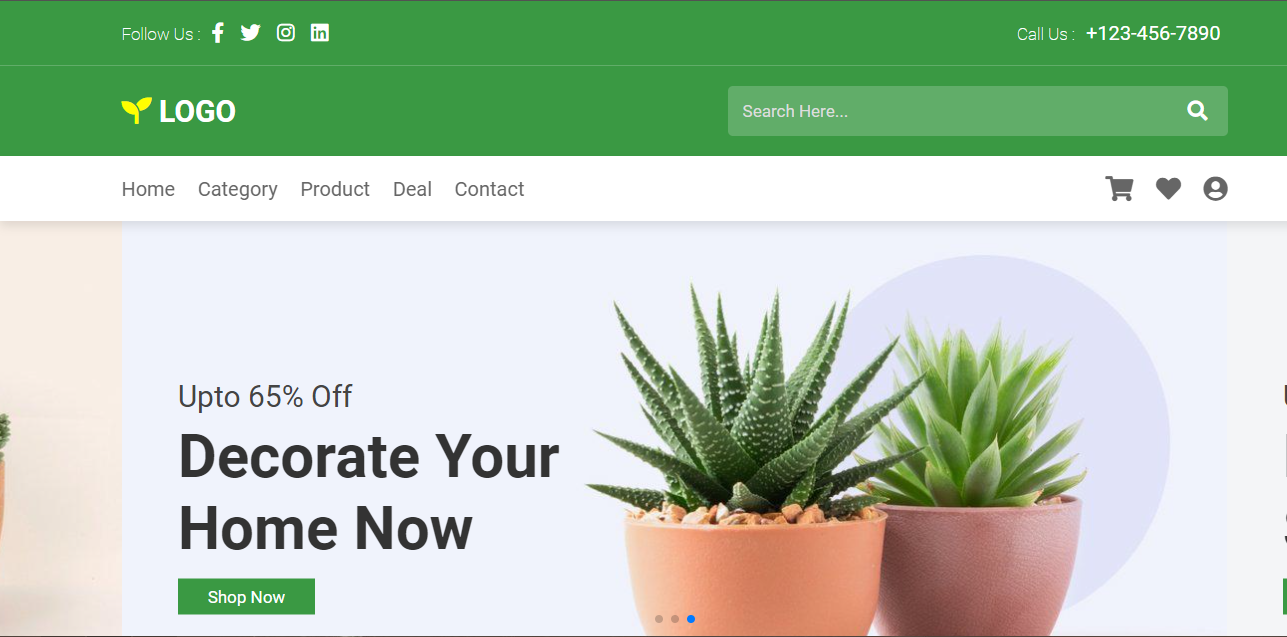 Follow Us :
Call Us : +123-456-7890
LOGO
Search Here...
Home Category Product Deal Contact
Upto 65% Off
Decorate Your
Home Now
Shop Now